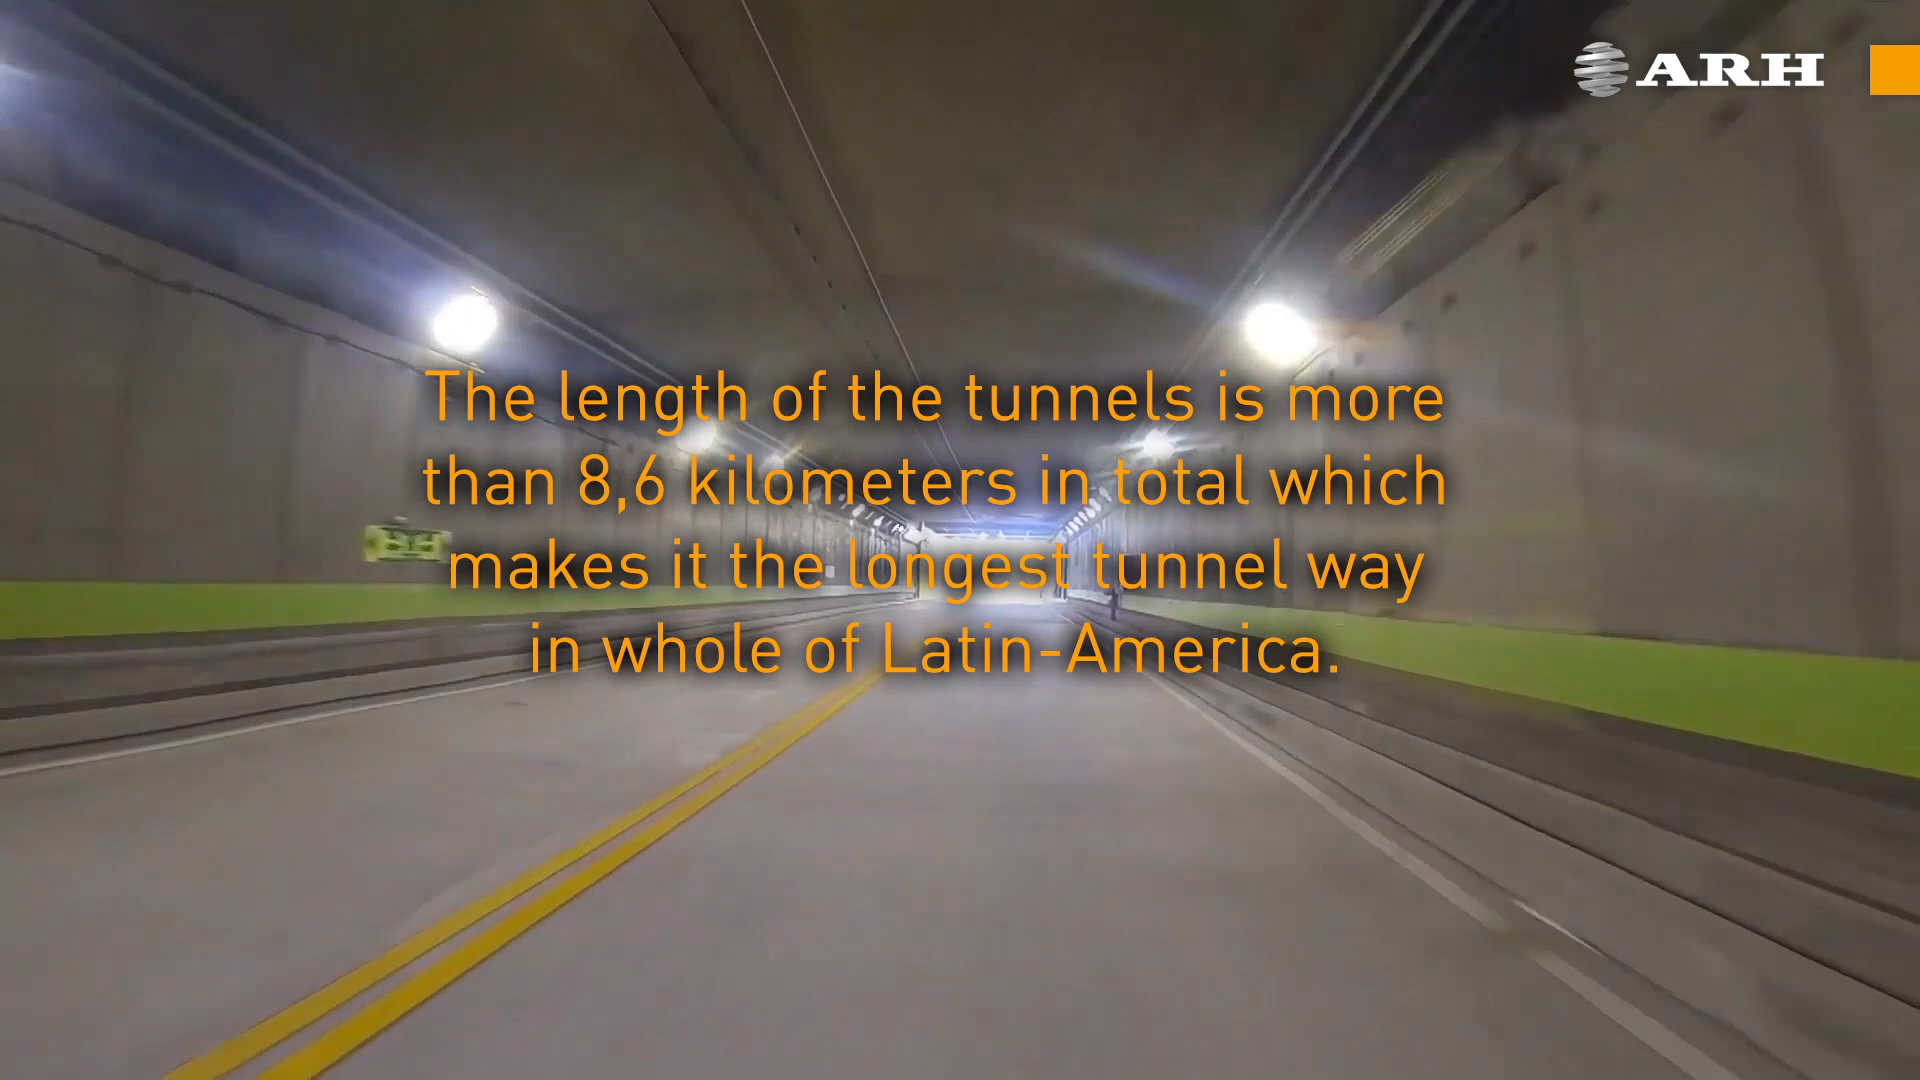 ARH
The length of the tunnels is more
than 8,6 kilometers in total which
makes it the longest tunnel way
in whole of Latin-America.